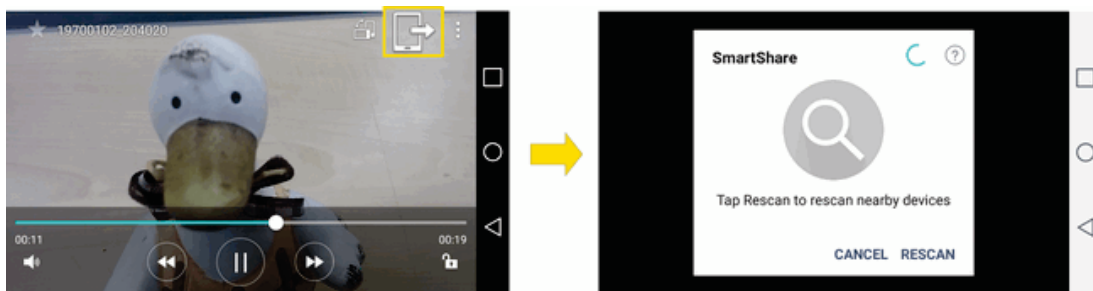 19700102_204020
00:11
00:19
SmartShare
?
Tap Rescan to rescan nearby devices
CANCEL RESCAN